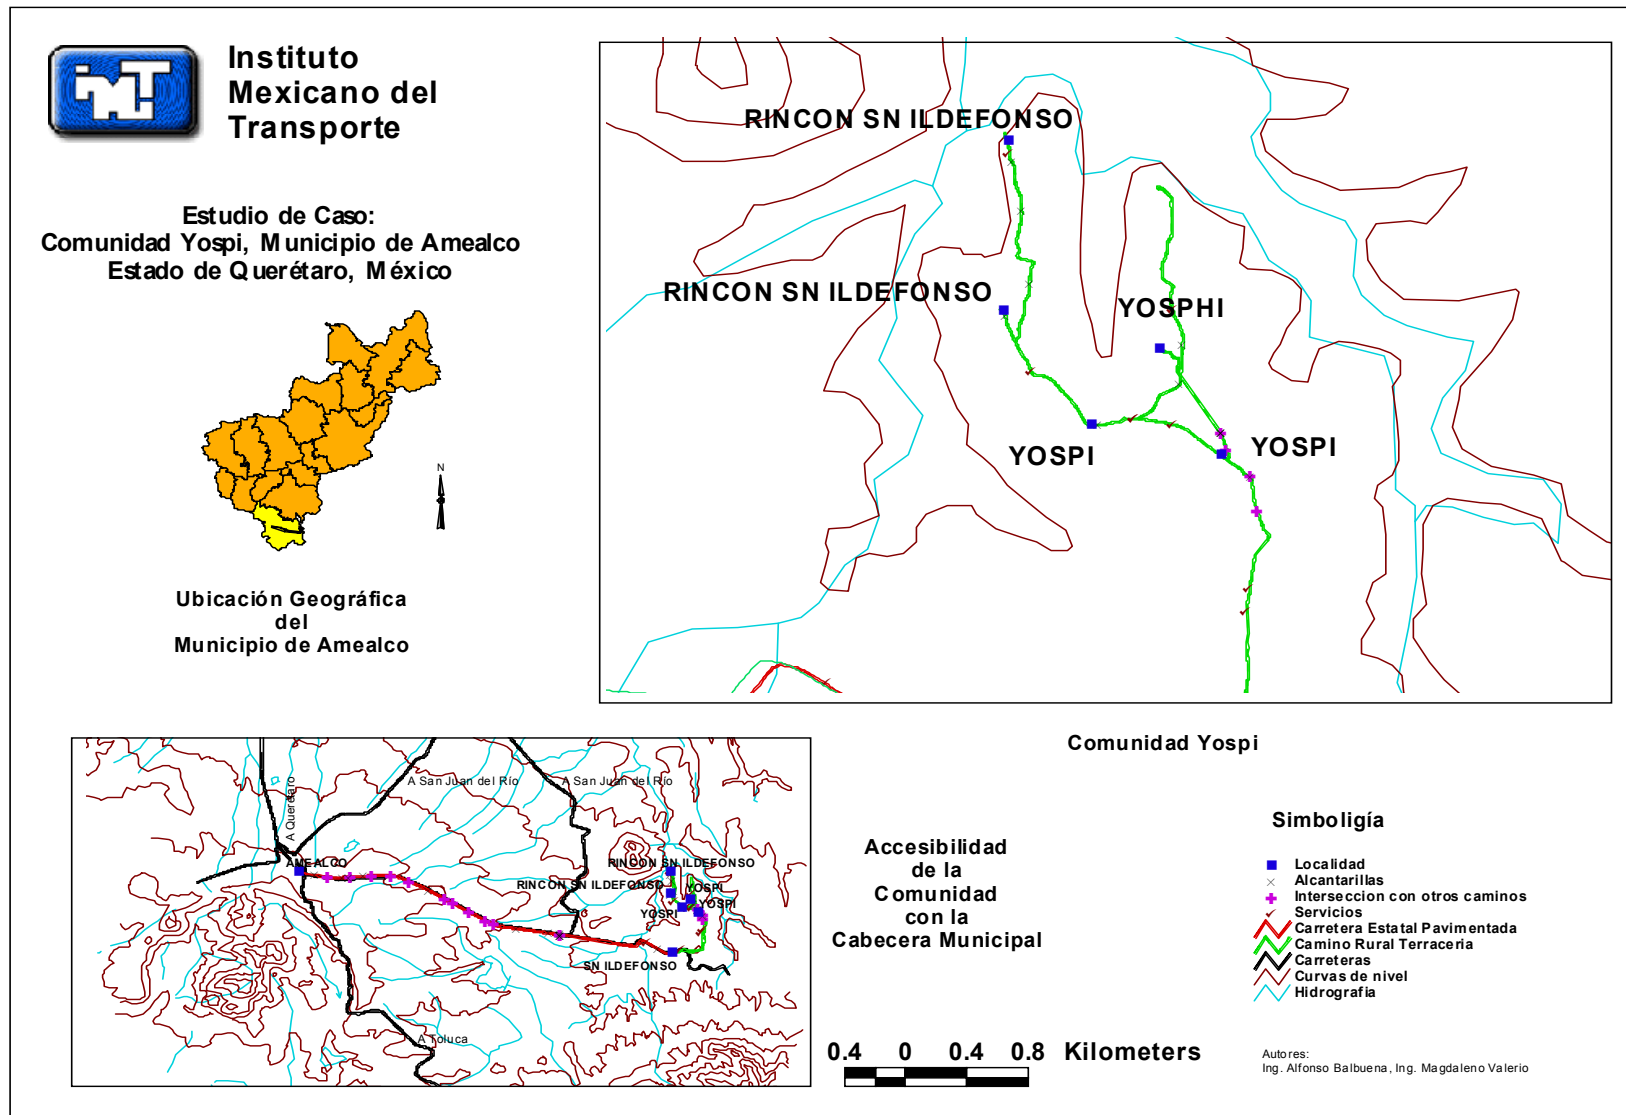 iMT
Instituto
Mexicano del
Transporte
Estudio de Caso:
Comunidad Yospi, Municipio de Amealco
Estado de Querétaro, México
N
Ubicación Geográfica
del
Municipio de Amealco
RINCON SN ILDEFONSO
RINCON SN ILDEFONSO
YOSPHI
YOSPI
YOSPI
A Querétaro
A San Juan del Río
A San Juan del Río
AMEALCO
RINCON SN ILDEFONSO
RINCON SN ILDEFONSO
YOSPI
YOSPI
YOSPI
SN ILDEFONSO
A Toluca
Comunidad Yospi
Accesibilidad
de la
Comunidad
con la
Cabecera Municipal
Simboligía
Localidad
Alcantarillas
Interseccion con otros caminos
Servicios
Carretera Estatal Pavimentada
Camino Rural Terraceria
Carreteras
Curvas de nivel
Hidrografia
0.4 0 0.4 0.8 Kilometers
Autores:
Ing. Alfonso Balbuena, Ing. Magdaleno Valerio